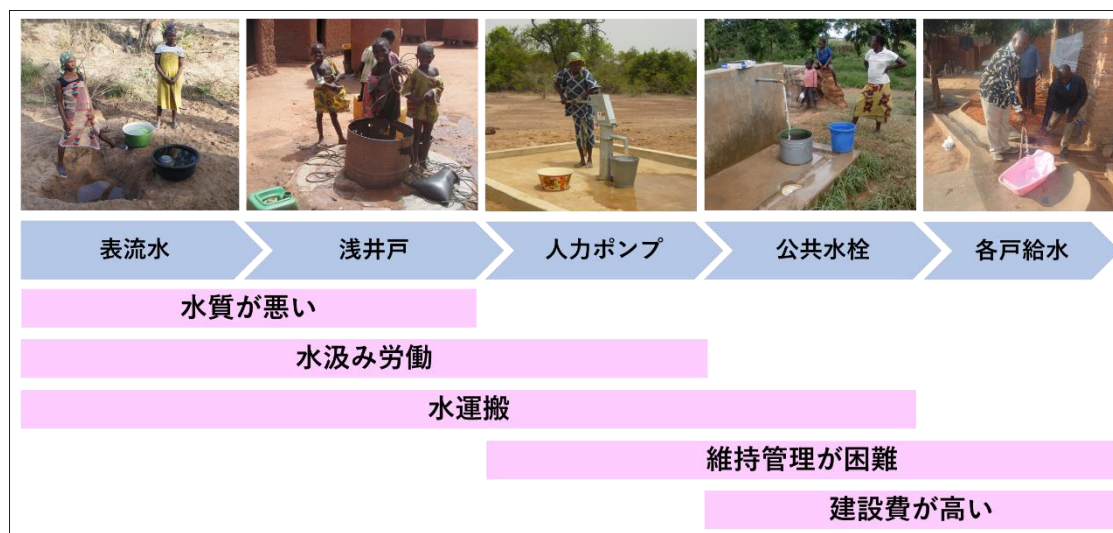 表流水
浅井戸
人力ポンプ
公共水栓
各戸給水
水質が悪い
水汲み労働
水運搬
維持管理が困難
建設費が高い